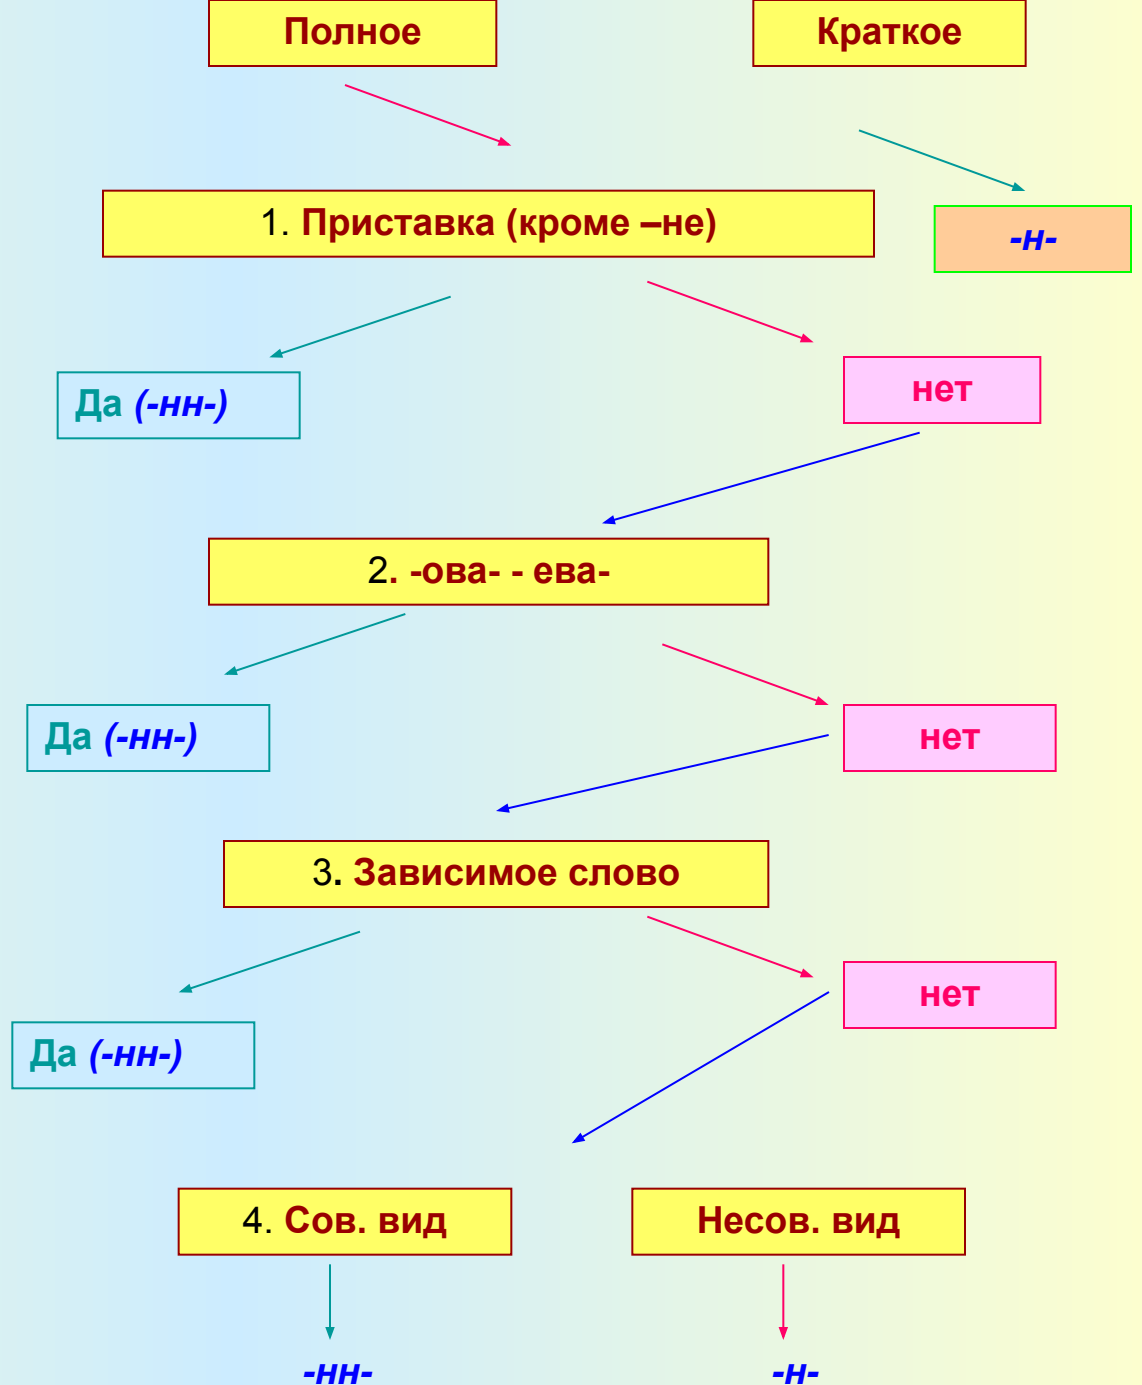 Полное
Краткое
1. Приставка (кроме –не)
-н-
Да (-нн-)
нет
2. -ова- - ева-
Да (-нн-)
нет
3. Зависимое слово
Да (-нн-)
нет
4. Сов. вид
Несов. вид
-нн-
-н-